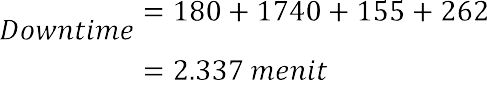 Downtime = 180 + 1740 + 155 + 262
= 2.337 menit